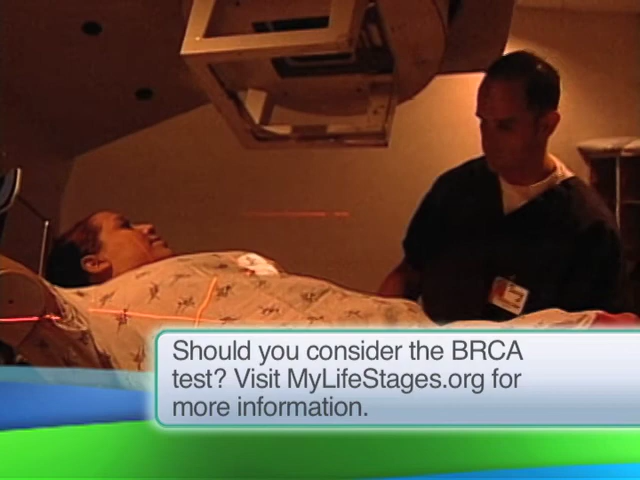 Should you consider the BRCA
test? Visit MyLifeStages.org for
more information.